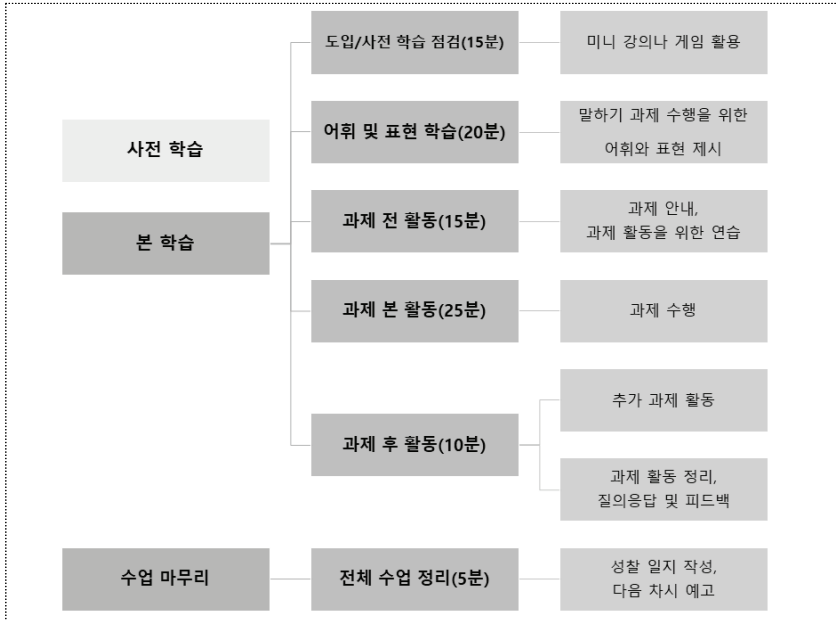 사전 학습
본 학습
도입/사전 학습 점검(15분)
미니 강의나 게임 활용
어휘 및 표현 학습(20분)
말하기 과제 수행을 위한
어휘와 표현 제시
과제 전 활동(15분)
과제 안내,
과제 활동을 위한 연습
과제 본 활동(25분)
과제 수행
과제 후 활동(10분)
추가 과제 활동
과제 활동 정리,
질의응답 및 피드백
수업 마무리
전체 수업 정리(5분)
성찰 일지 작성,
다음 차시 예고